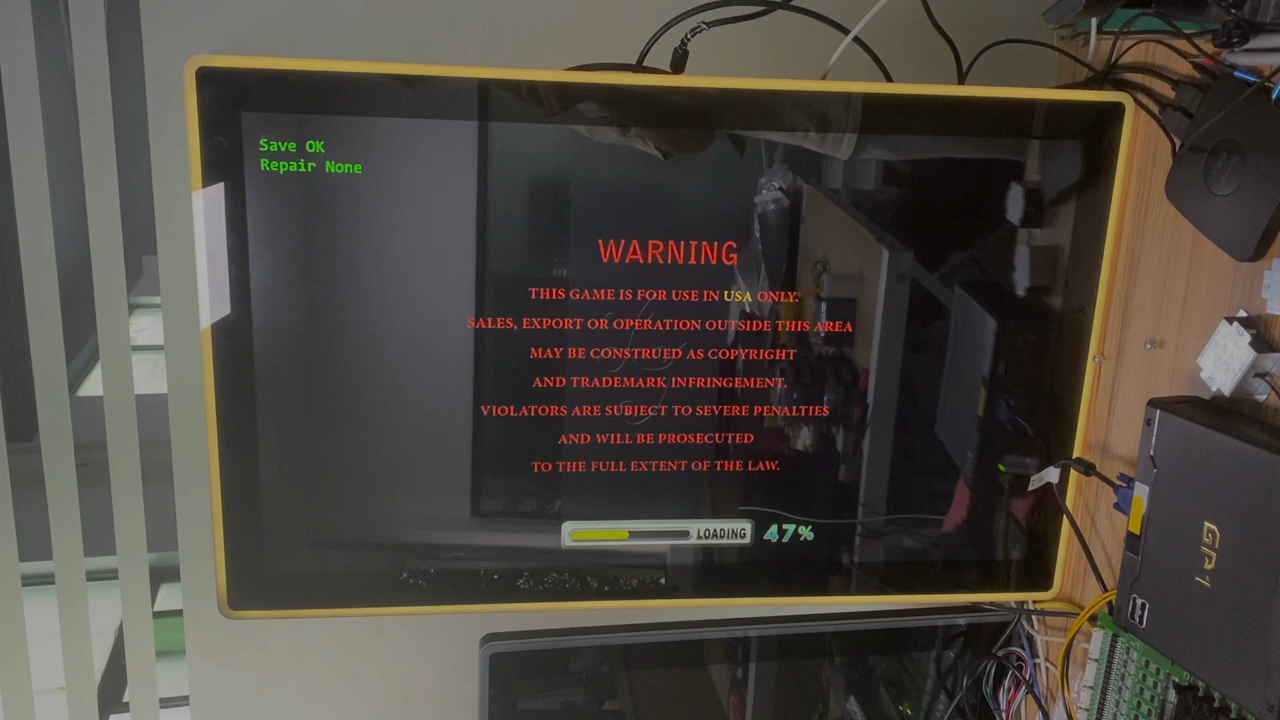 Save OK
Repair None
WARNING
THIS GAME IS FOR USE IN USA ONLY.
SALES, EXPORT OR OPERATION OUTSIDE THIS AREA
MAY BE CONSTRUED AS COPYRIGHT
AND TRADEMARK INFRINGEMENT.
VIOLATORS ARE SUBJECT TO SEVERE PENALTIES
AND WILL BE PROSECUTED
TO THE FULL EXTENT OF THE LAW.
LOADING 47%
GP1